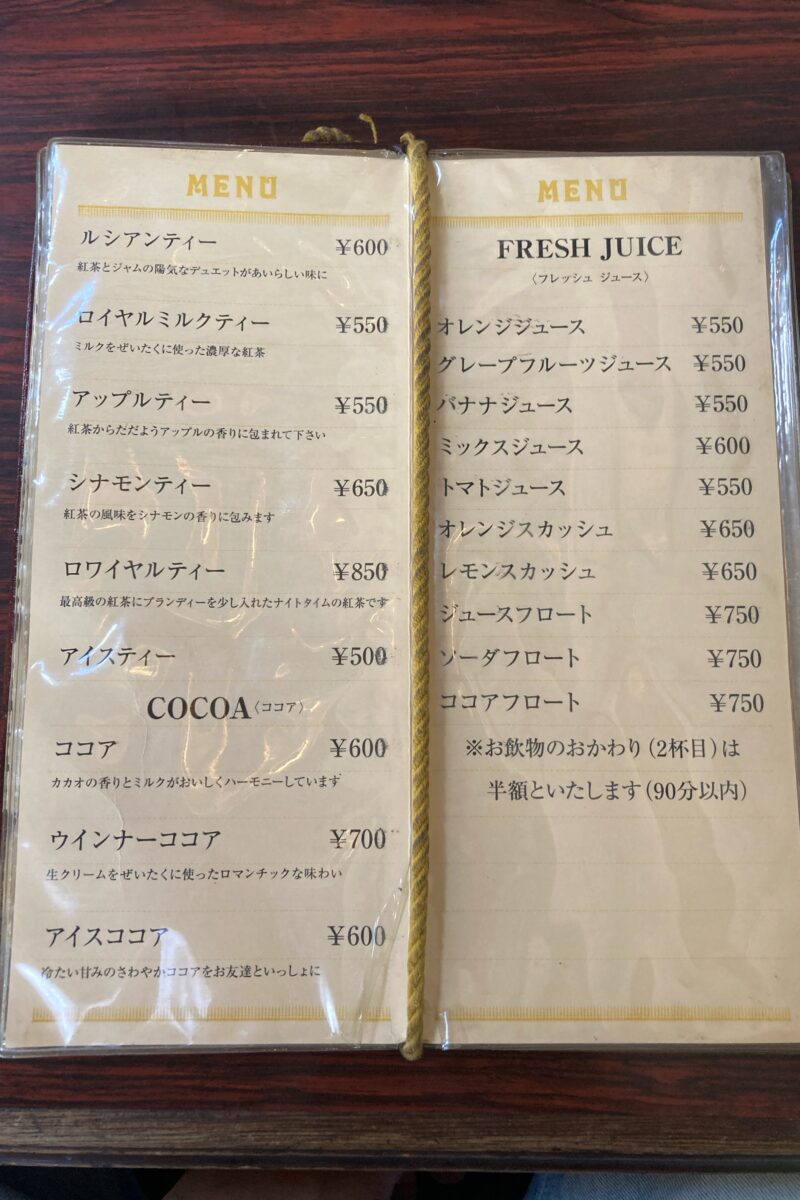 MENU
ルシアンティー ¥600
紅茶とジャムの陽気なデュエットがあいらしい味に
ロイヤルミルクティー ¥550
ミルクをぜいたくに使った濃厚な紅茶
アップルティー ¥550
紅茶からただようアップルの香りに包まれて下さい
シナモンティー ¥650
紅茶の風味をシナモンの香りに包みます
ロワイヤルティー ¥850
最高級の紅茶にブランディーを少し入れたナイトタイムの紅茶です
アイスティー ¥500
COCOA〈ココア〉
ココア ¥600
カカオの香りとミルクがおいしくハーモニーしています
ウインナーココア ¥700
生クリームをぜいたくに使ったロマンチックな味わい
アイスココア ¥600
冷たい甘みのさわやかココアをお友達といっしょに
MENU
FRESH JUICE
〈フレッシュ ジュース〉
オレンジジュース ¥550
グレープフルーツジュース ¥550
バナナジュース ¥550
ミックスジュース ¥600
トマトジュース ¥550
オレンジスカッシュ ¥650
レモンスカッシュ ¥650
ジュースフロート ¥750
ソーダフロート ¥750
ココアフロート ¥750
※お飲物のおかわり(2杯目)は
半額といたします(90分以内)